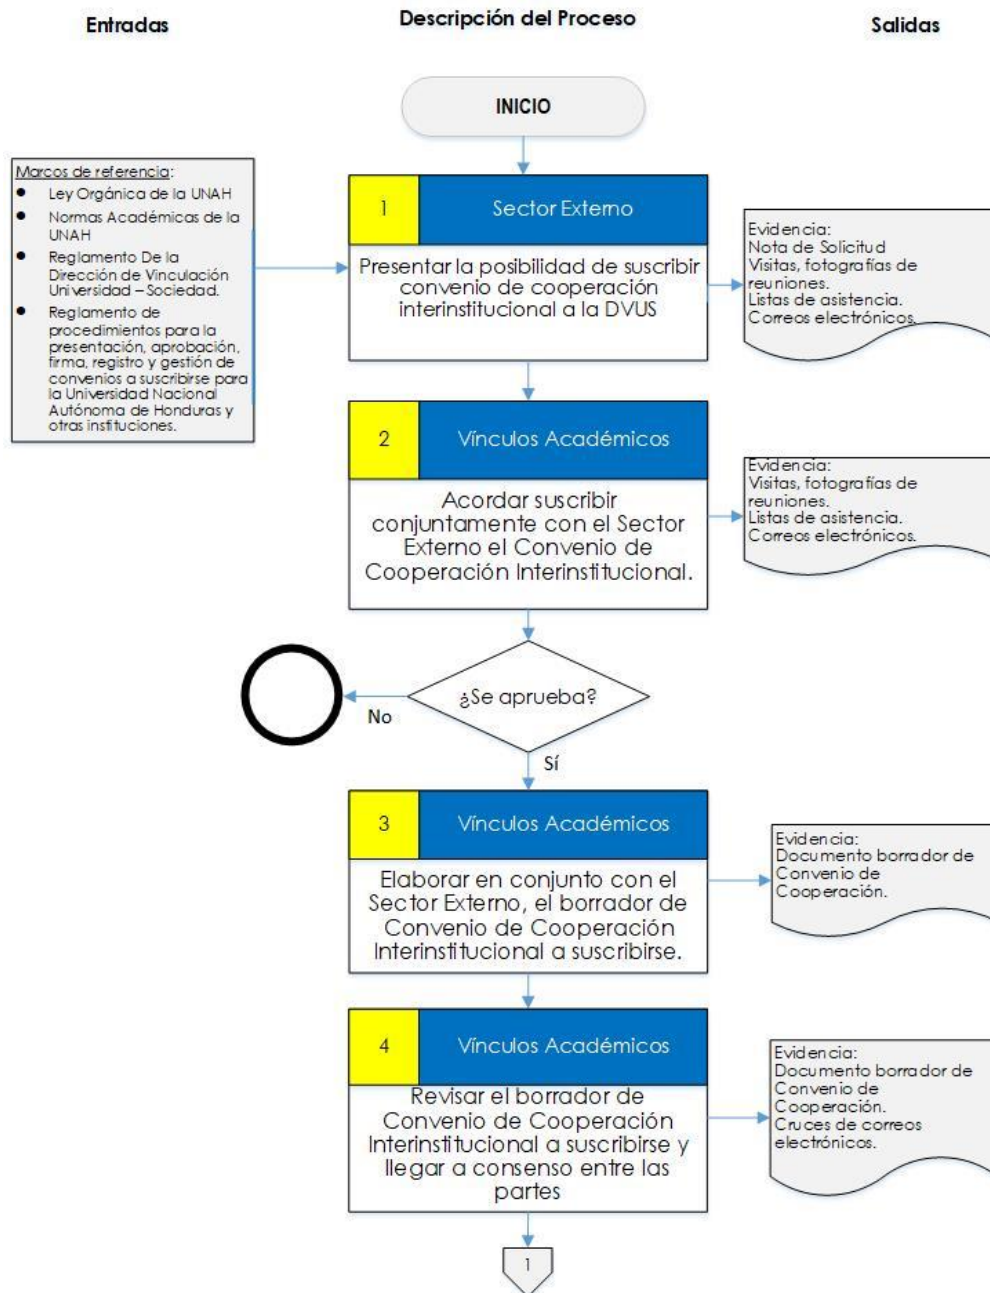 Entradas
Descripción del Proceso
Salidas
INICIO
Marcos de referencia:
● Ley Orgánica de la UNAH
● Normas Académicas de la
UNAH
● Reglamento De la
Dirección de Vinculación
Universidad – Sociedad.
● Reglamento de
procedimientos para la
presentación, aprobación,
firma, registro y gestión de
convenios a suscribirse para
la Universidad Nacional
Autónoma de Honduras y
otras instituciones.
1
Sector Externo
Presentar la posibilidad de suscribir
convenio de cooperación
interinstitucional a la DVUS
Evidencia:
Nota de Solicitud
Visitas, fotografías de
reuniones.
Listas de asistencia.
Correos electrónicos.
2
Vínculos Académicos
Acordar suscribir
conjuntamente con el Sector
Externo el Convenio de
Cooperación Interinstitucional.
Evidencia:
Visitas, fotografías de
reuniones.
Listas de asistencia.
Correos electrónicos.
¿Se aprueba?
No
Sí
3
Vínculos Académicos
Elaborar en conjunto con el
Sector Externo, el borrador de
Convenio de Cooperación
Interinstitucional a suscribirse.
Evidencia:
Documento borrador de
Convenio de
Cooperación.
4
Vínculos Académicos
Revisar el borrador de
Convenio de Cooperación
Interinstitucional a suscribirse y
llegar a consenso entre las
partes
Evidencia:
Documento borrador de
Convenio de
Cooperación.
Cruces de correos
electrónicos.
1